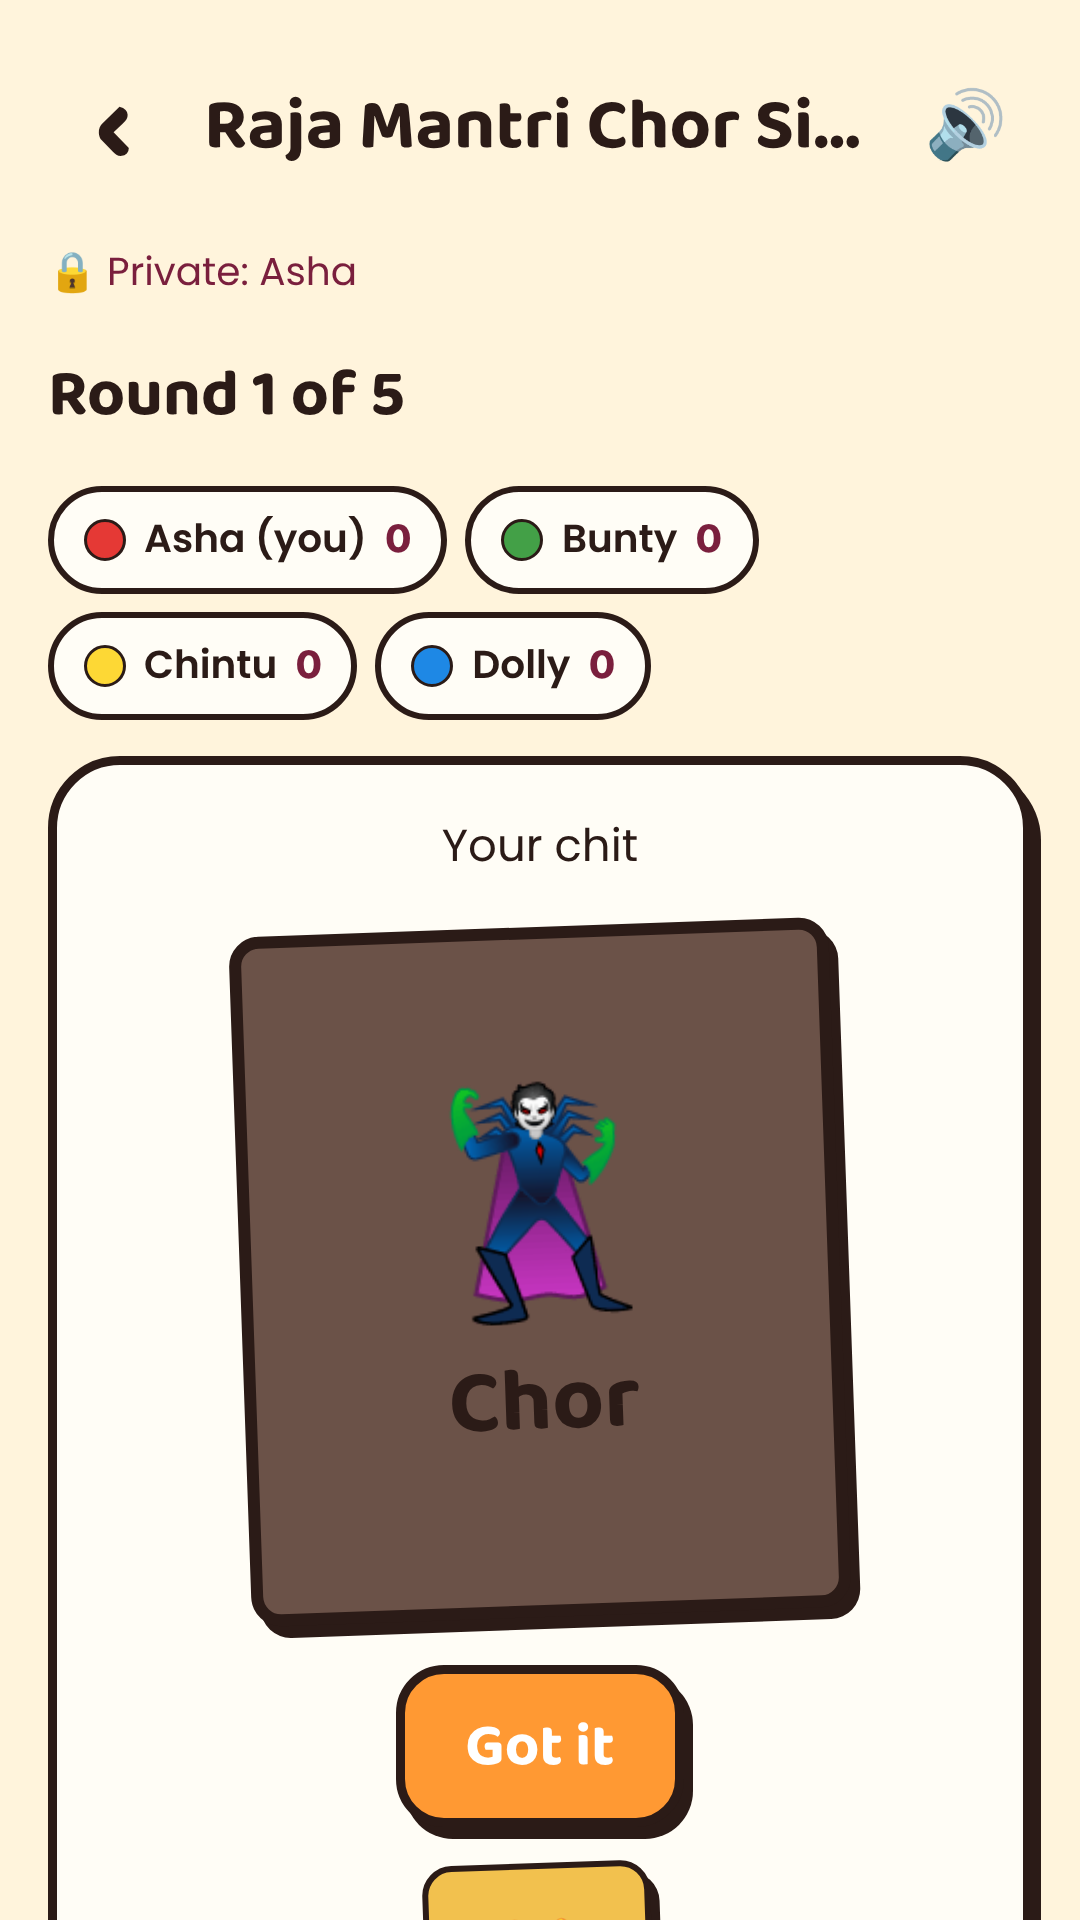 Raja Mantri Chor Si...
Private: Asha
Round 1 of 5
Asha (you) 0
Bunty 0
Chintu 0
Dolly 0
Your chit
Chor
Got it